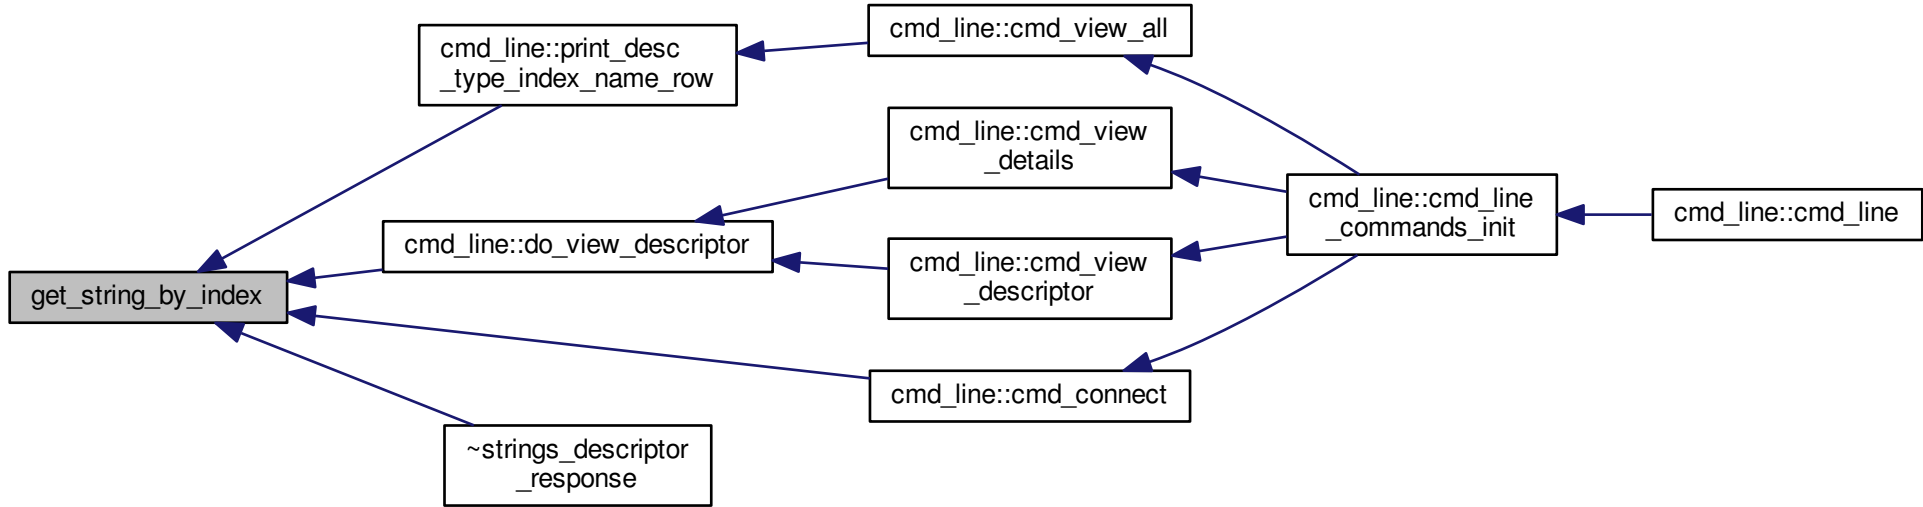 cmd_line::cmd_view_all
cmd_line::print_desc
_type_index_name_row
cmd_line::cmd_view
_details
cmd_line::cmd_line
_commands_init
cmd_line::cmd_line
cmd_line::do_view_descriptor
cmd_line::cmd_view
_descriptor
get_string_by_index
cmd_line::cmd_connect
~strings_descriptor
_response